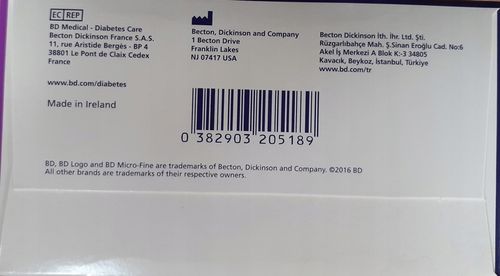 EC REP
BD Medical - Diabetes Care
Becton Dickinson France S.A.S.
11, rue Aristide Bergès - BP 4
38801 Le Pont de Claix Cedex
France
www.bd.com/diabetes
Made in Ireland
Becton, Dickinson and Company
1 Becton Drive
Franklin Lakes
NJ 07417 USA
Becton Dickinson İth. İhr. Ltd. Şti.
Rüzgarlıbahçe Mah. Ş.Sinan Eroğlu Cad. No:6
Akel İş Merkezi A Blok K:-3 34805
Kavacık, Beykoz, İstanbul, Türkiye
www.bd.com/tr
0 382903 205189
BD, BD Logo and BD Micro-Fine are trademarks of Becton, Dickinson and Company. ©2016 BD
All other brands are trademarks of their respective owners.